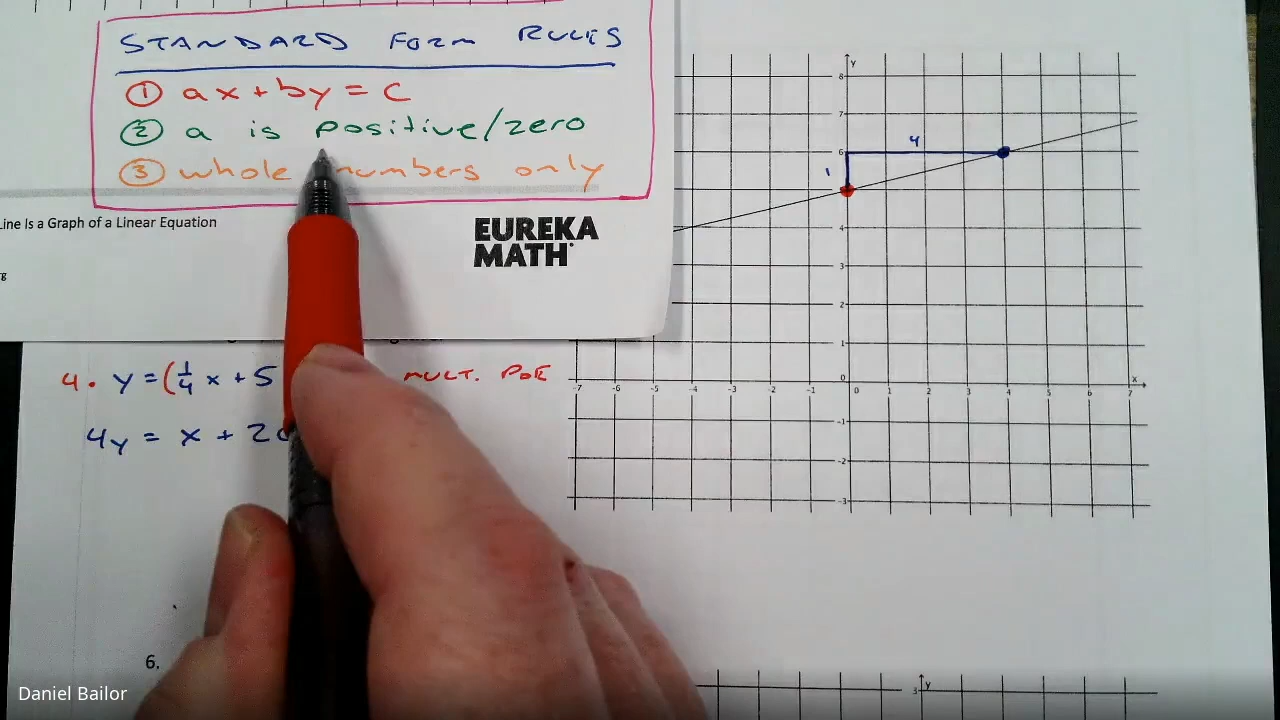 STANDARD FORM RULES
① ax+by=c
② a is positive/zero
③ whole numbers only
Line Is a Graph of a Linear Equation
EUREKA
MATH
4 • y = (1/4 x + 5
MULT. PoE
4y = x + 20
6.
y
8
7
6
4
3
2
1
0
-1
-2
-3
-7 -6 -5 -4 -3 -2 -1 0 1 2 3 4 5 6 7
x
4
1
3
y
Daniel Bailor